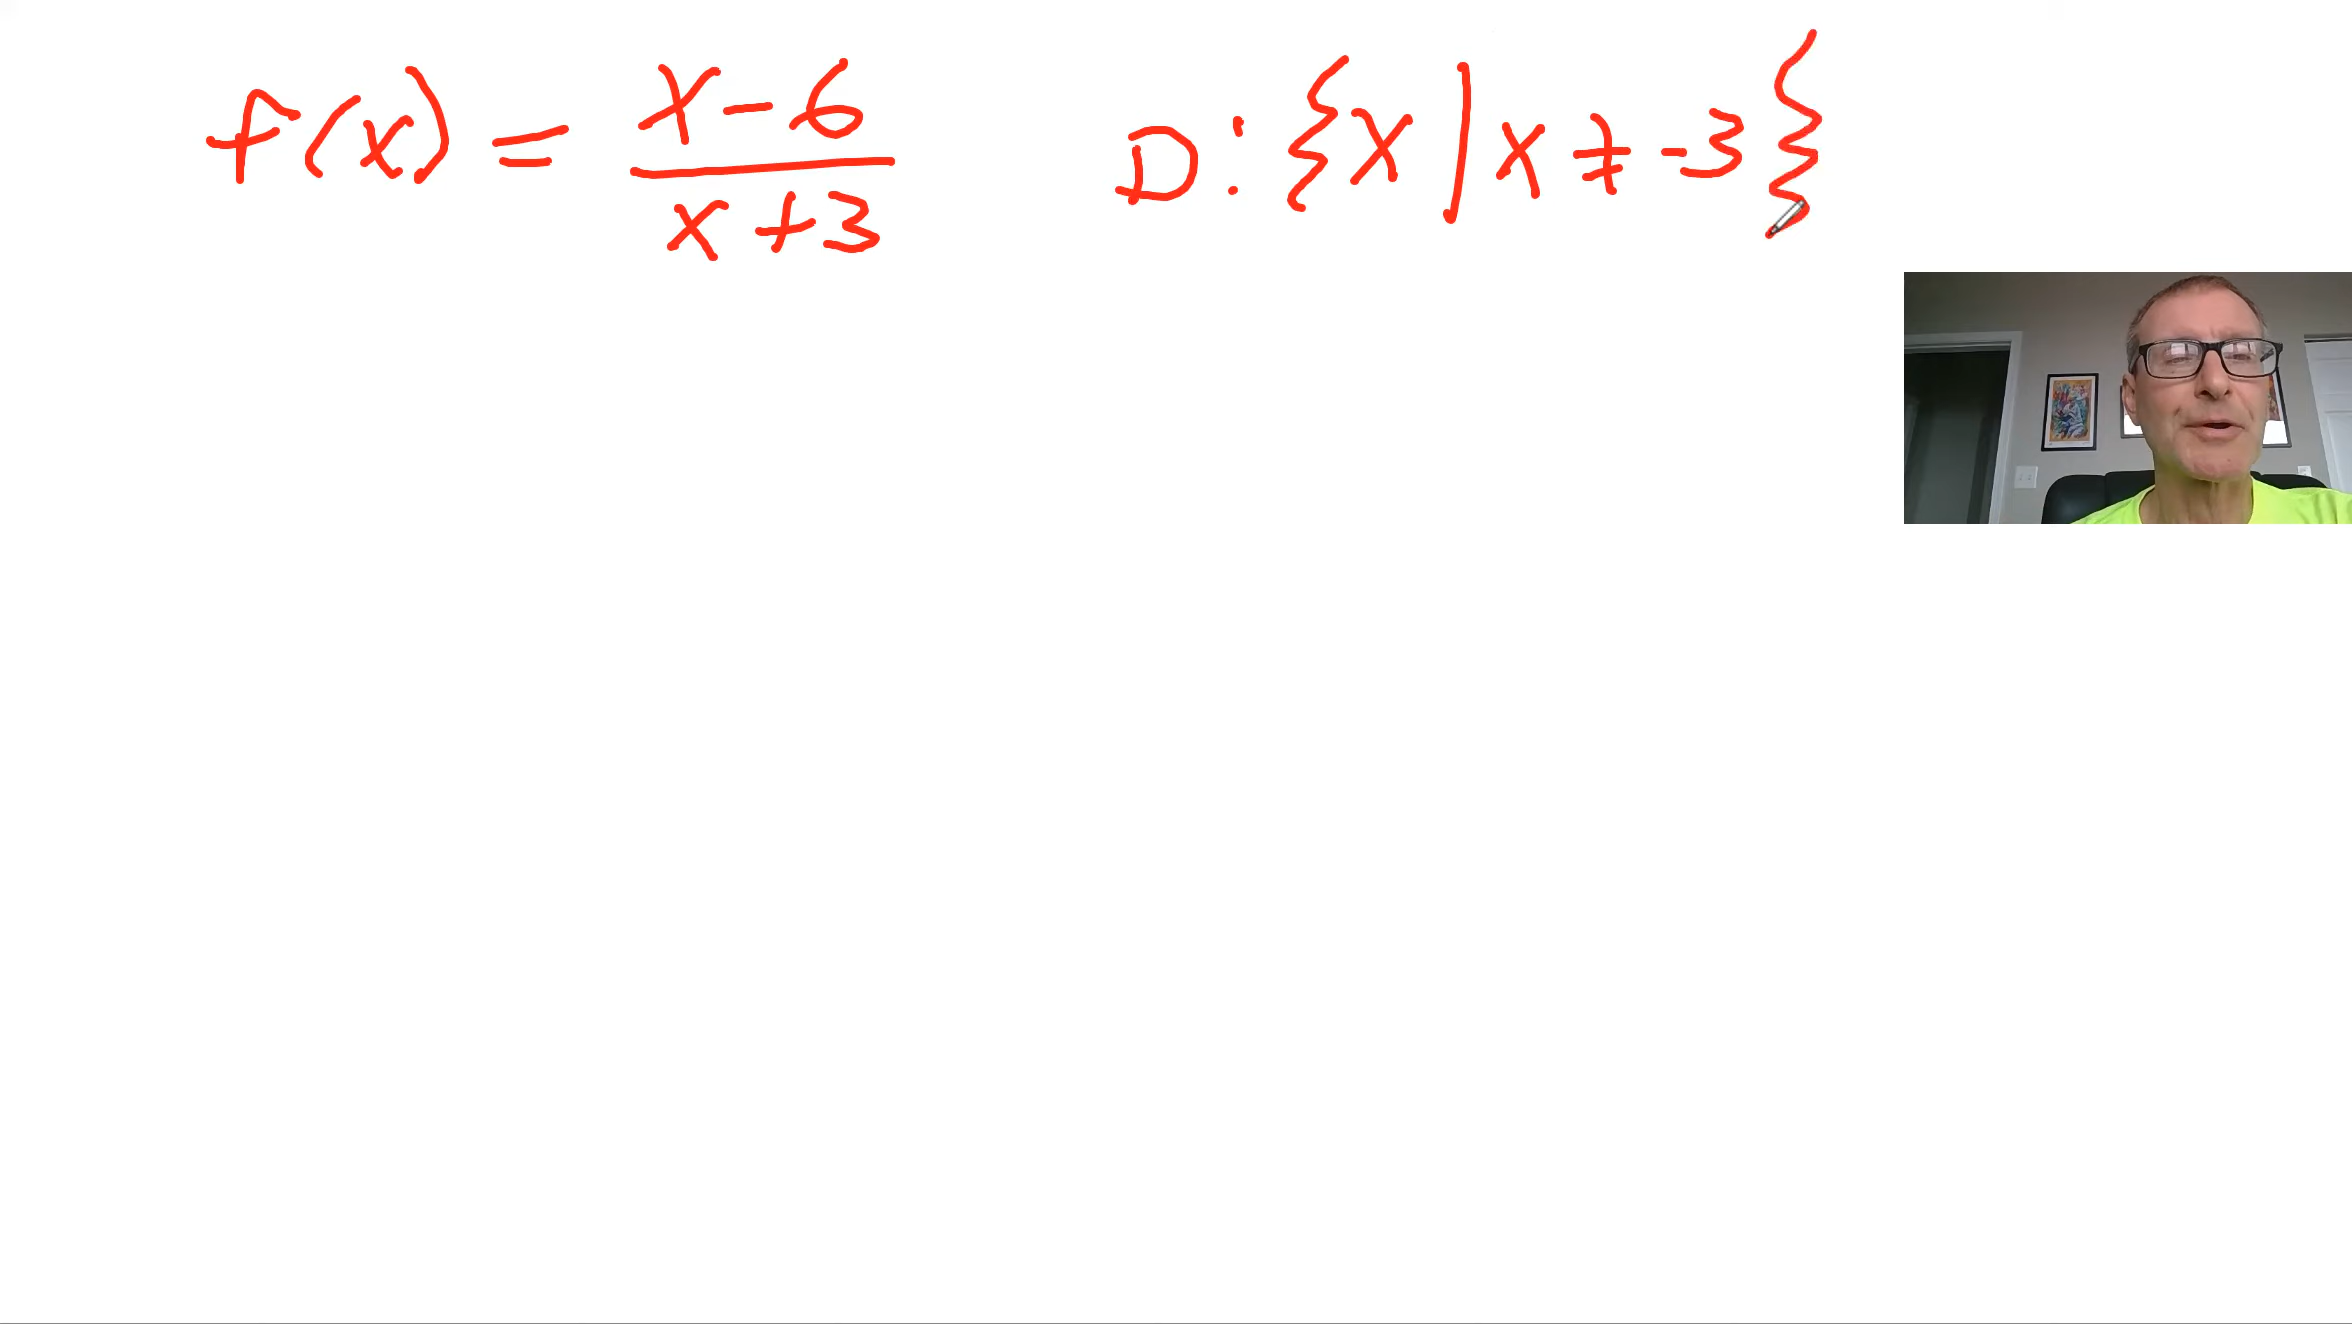 f(x) = (x-6)/(x+3)    D: {x | x ≠ -3}